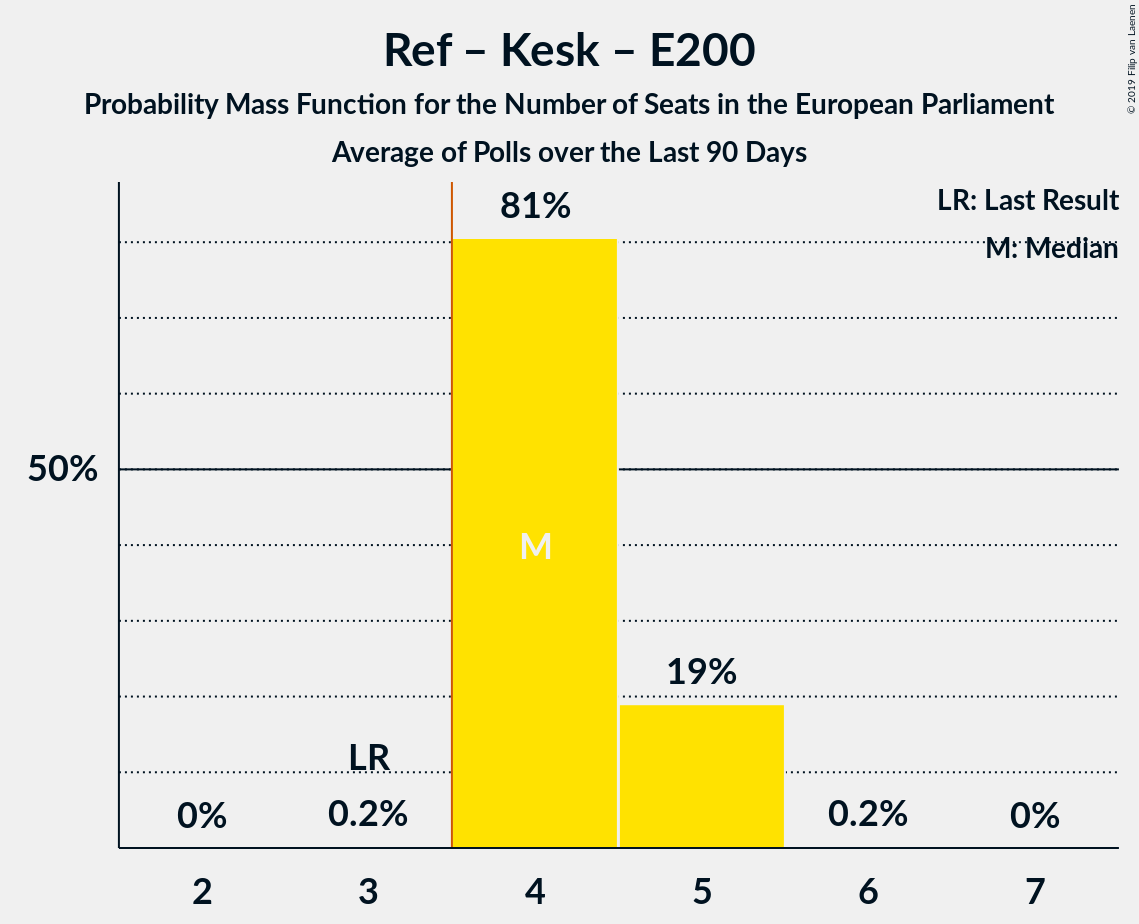 Ref – Kesk – E200
Probability Mass Function for the Number of Seats in the European Parliament
Average of Polls over the Last 90 Days
© 2019 Filip van Laenen
LR: Last Result
M: Median
81%
50%
M
19%
LR
0%
0.2%
0.2%
0%
2
3
4
5
6
7